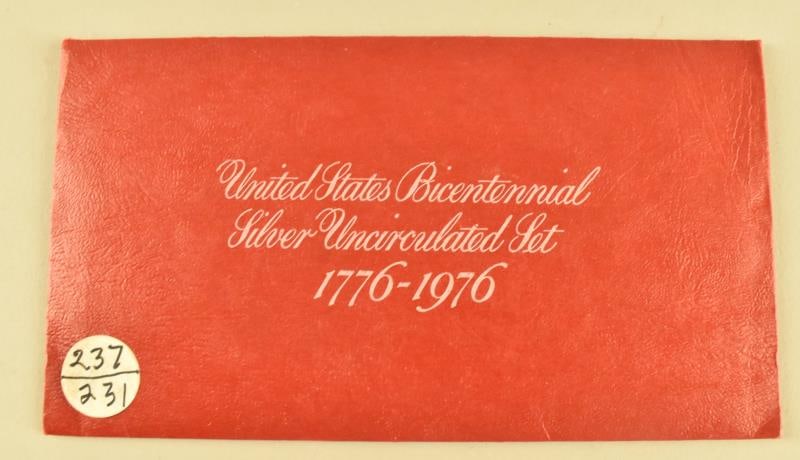 United States Bicentennial
Silver Uncirculated Set
1776-1976
237
231